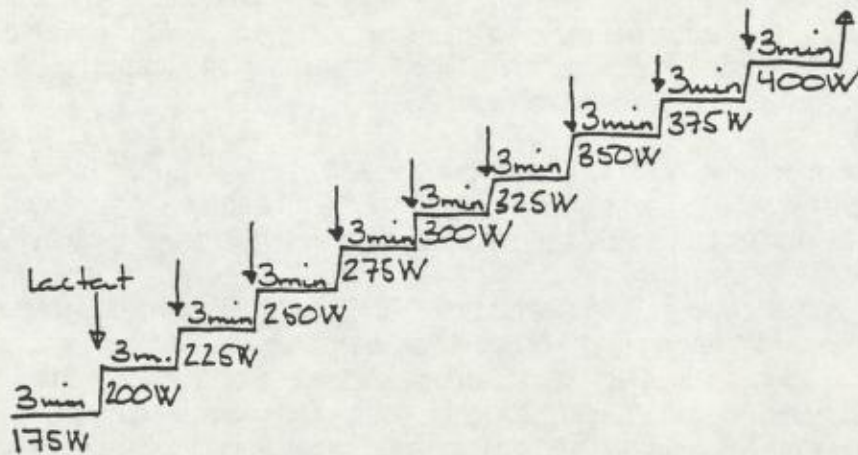 Lactat
3min
175W
3m.
200W
3min
225W
3min
250W
3min
275W
3min
300W
3min
325W
3min
350W
3min
375W
3min
400W